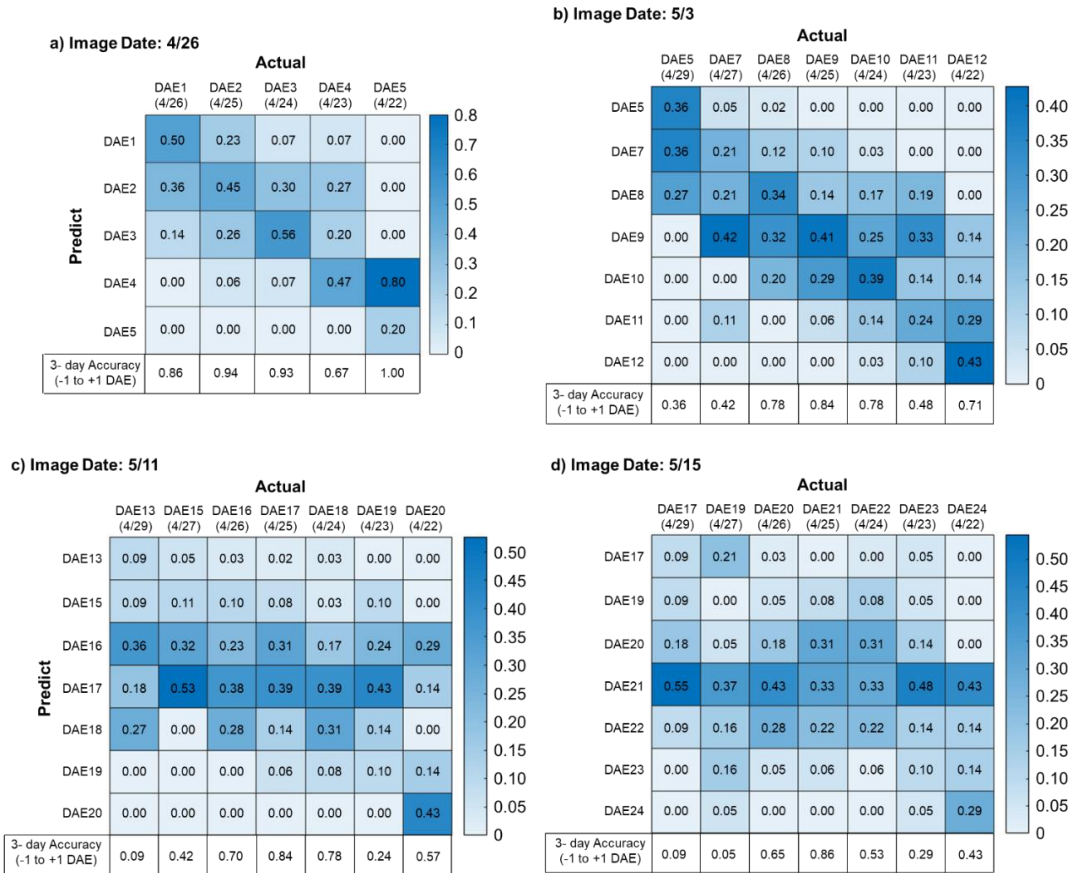 a) Image Date: 4/26
Actual
DAE1 DAE2 DAE3 DAE4 DAE5
(4/26) (4/25) (4/24) (4/23) (4/22)
Predict
DAE1 0.50 0.23 0.07 0.07 0.00
DAE2 0.36 0.45 0.30 0.27 0.00
DAE3 0.14 0.26 0.56 0.20 0.00
DAE4 0.00 0.06 0.07 0.47 0.80
DAE5 0.00 0.00 0.00 0.00 0.20
3- day Accuracy
(-1 to +1 DAE) 0.86 0.94 0.93 0.67 1.00
0.8
0.7
0.6
0.5
0.4
0.3
0.2
0.1
0
b) Image Date: 5/3
Actual
DAE5 DAE7 DAE8 DAE9 DAE10 DAE11 DAE12
(4/29) (4/27) (4/26) (4/25) (4/24) (4/23) (4/22)
DAE5 0.36 0.05 0.02 0.00 0.00 0.00 0.00
DAE7 0.36 0.21 0.12 0.10 0.03 0.00 0.00
DAE8 0.27 0.21 0.34 0.14 0.17 0.19 0.00
DAE9 0.00 0.42 0.32 0.41 0.25 0.33 0.14
DAE10 0.00 0.00 0.20 0.29 0.39 0.14 0.14
DAE11 0.00 0.11 0.00 0.06 0.14 0.24 0.29
DAE12 0.00 0.00 0.00 0.00 0.03 0.10 0.43
3- day Accuracy
(-1 to +1 DAE) 0.36 0.42 0.78 0.84 0.78 0.48 0.71
0.40
0.35
0.30
0.25
0.20
0.15
0.10
0.05
0
c) Image Date: 5/11
Actual
DAE13 DAE15 DAE16 DAE17 DAE18 DAE19 DAE20
(4/29) (4/27) (4/26) (4/25) (4/24) (4/23) (4/22)
Predict
DAE13 0.09 0.05 0.03 0.02 0.03 0.00 0.00
DAE15 0.09 0.11 0.10 0.08 0.03 0.10 0.00
DAE16 0.36 0.32 0.23 0.31 0.17 0.24 0.29
DAE17 0.18 0.53 0.38 0.39 0.39 0.43 0.14
DAE18 0.27 0.00 0.28 0.14 0.31 0.14 0.00
DAE19 0.00 0.00 0.00 0.06 0.08 0.10 0.14
DAE20 0.00 0.00 0.00 0.00 0.00 0.00 0.43
3- day Accuracy
(-1 to +1 DAE) 0.09 0.42 0.70 0.84 0.78 0.24 0.57
0.50
0.45
0.40
0.35
0.30
0.25
0.20
0.15
0.10
0.05
0
d) Image Date: 5/15
Actual
DAE17 DAE19 DAE20 DAE21 DAE22 DAE23 DAE24
(4/29) (4/27) (4/26) (4/25) (4/24) (4/23) (4/22)
DAE17 0.09 0.21 0.03 0.00 0.00 0.05 0.00
DAE19 0.09 0.00 0.05 0.08 0.08 0.05 0.00
DAE20 0.18 0.05 0.18 0.31 0.31 0.14 0.00
DAE21 0.55 0.37 0.43 0.33 0.33 0.48 0.43
DAE22 0.09 0.16 0.28 0.22 0.22 0.14 0.14
DAE23 0.00 0.16 0.05 0.06 0.06 0.10 0.14
DAE24 0.00 0.05 0.00 0.00 0.00 0.05 0.29
3- day Accuracy
(-1 to +1 DAE) 0.09 0.05 0.65 0.86 0.53 0.29 0.43
0.50
0.45
0.40
0.35
0.30
0.25
0.20
0.15
0.10
0.05
0